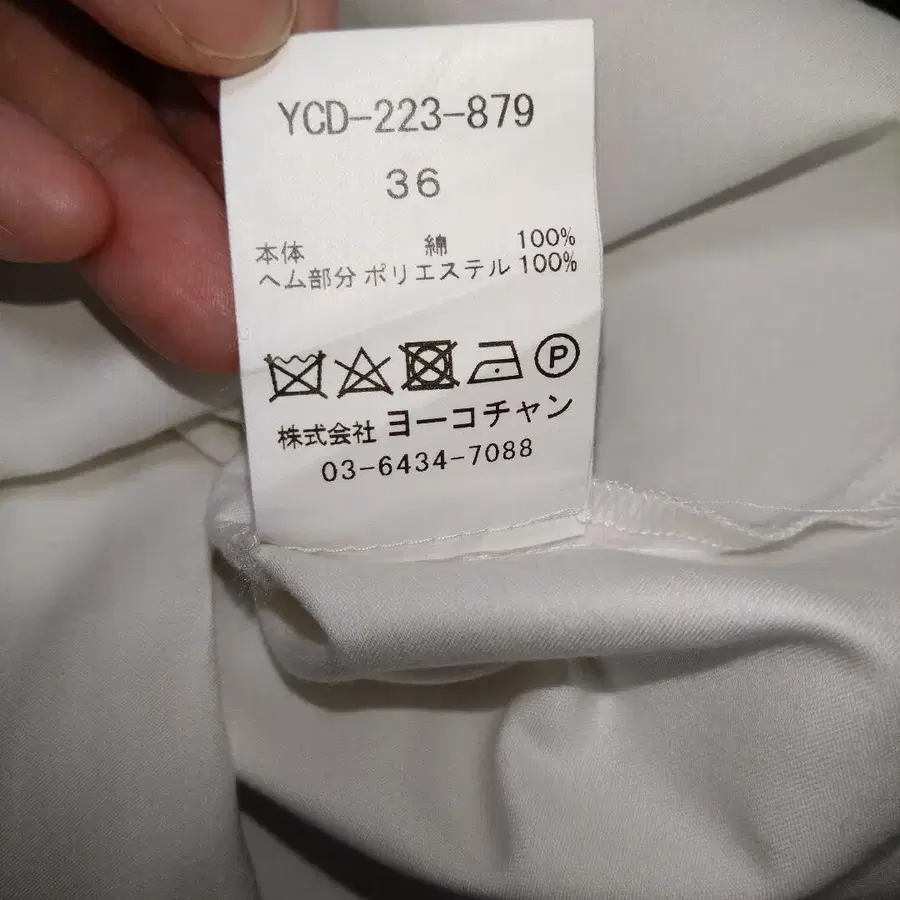 YCD-223-879
36
本体 綿 100%
ヘム部分 ポリエステル 100%
P
株式会社 ヨーコチャン
03-6434-7088